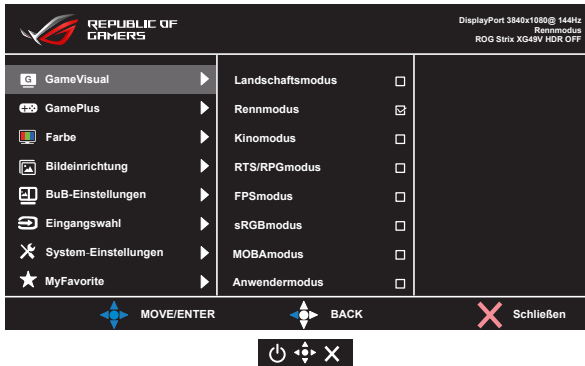 REPUBLIC OF
GAMERS
DisplayPort 3840x1080@ 144Hz
Rennmodus
ROG Strix XG49V HDR OFF
G GameVisual
GamePlus
Farbe
Bildeinrichtung
BuB-Einstellungen
Eingangswahl
System-Einstellungen
MyFavorite
Landschaftsmodus
Rennmodus
Kinomodus
RTS/RPGmodus
FPSmodus
sRGBmodus
MOBAmodus
Anwendermodus
MOVE/ENTER
BACK
Schließen